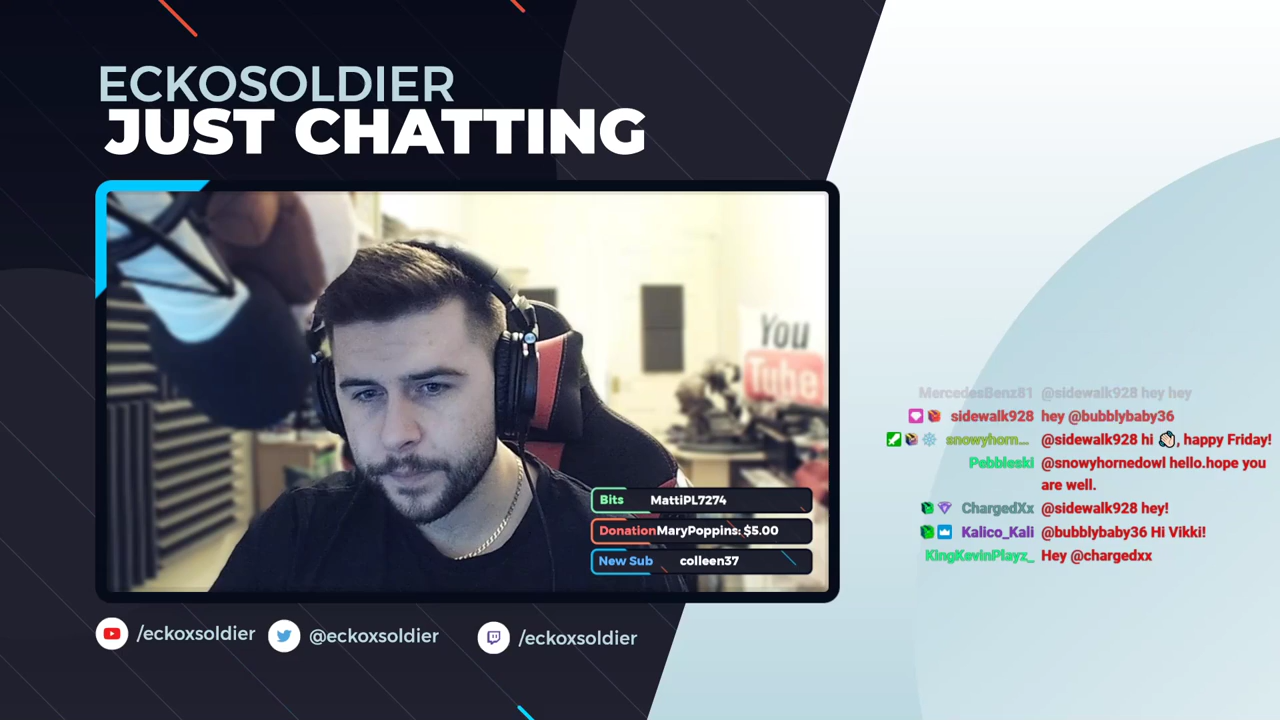 ECKOSOLDIER
JUST CHATTING
You
Tube
Bits MattiPL7274
Donation MaryPoppins: $5.00
New Sub colleen37
/eckoxsoldier @eckoxsoldier /eckoxsoldier
MercedesBenz81 @sidewalk928 hey hey
sidewalk928 hey @bubblybaby36
snowyhorn... @sidewalk928 hi 👋🏻, happy Friday!
Pebbleski @snowyhornedowl hello.hope you
are well.
ChargedXx @sidewalk928 hey!
Kalico_Kali @bubblybaby36 Hi Vikki!
KingKevinPlayz_ Hey @chargedxx